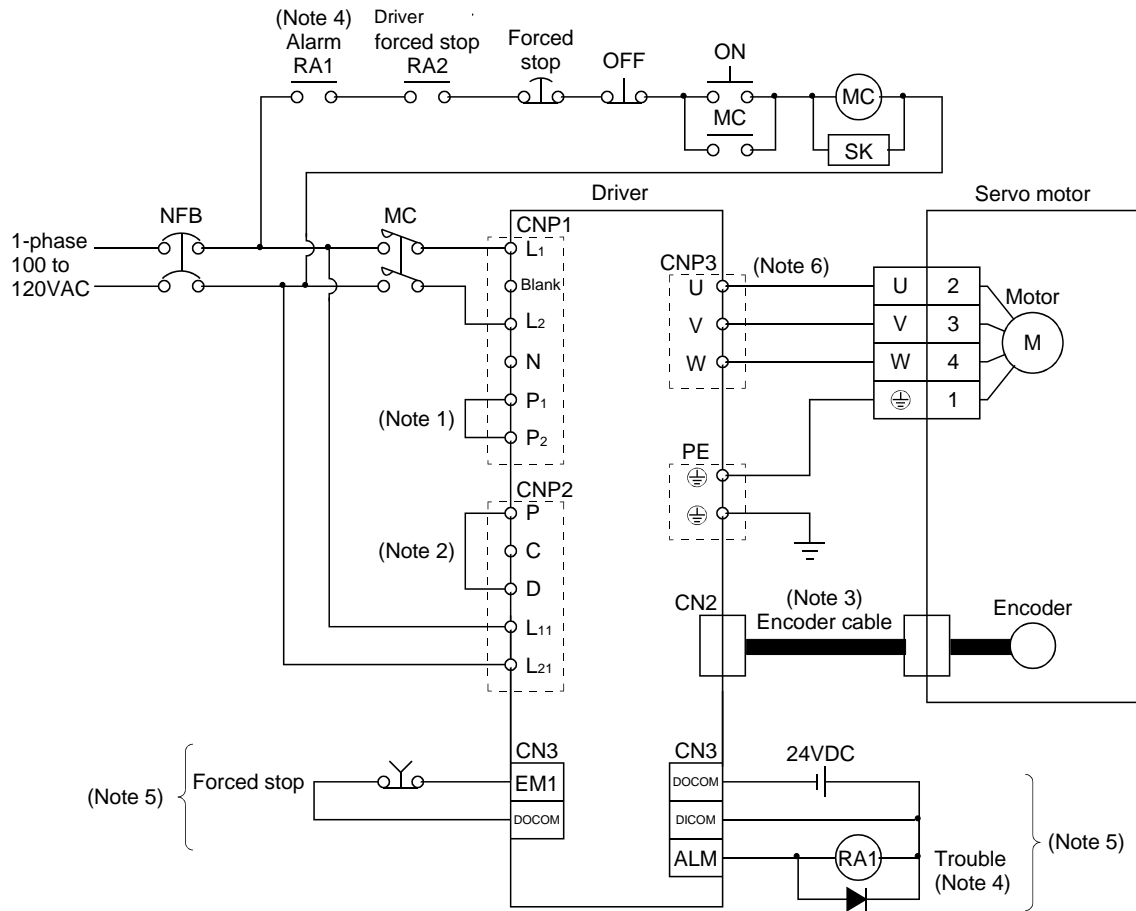 (Note 4)
Alarm
RA1
Driver
forced stop
RA2
Forced
stop
OFF
ON
MC
MC
SK
NFB
MC
1-phase
100 to
120VAC
Driver
Servo motor
CNP1
L1
Blank
L2
N
P1
P2
(Note 1)
CNP2
P
C
D
L11
L21
(Note 2)
CNP3
U
V
W
(Note 6)
U 2
V 3
W 4
1
Motor
M
PE
CN2
(Note 3)
Encoder cable
Encoder
(Note 5)
Forced stop
CN3
EM1
DOCOM
CN3
DOCOM
DICOM
ALM
24VDC
RA1
Trouble
(Note 4)
(Note 5)